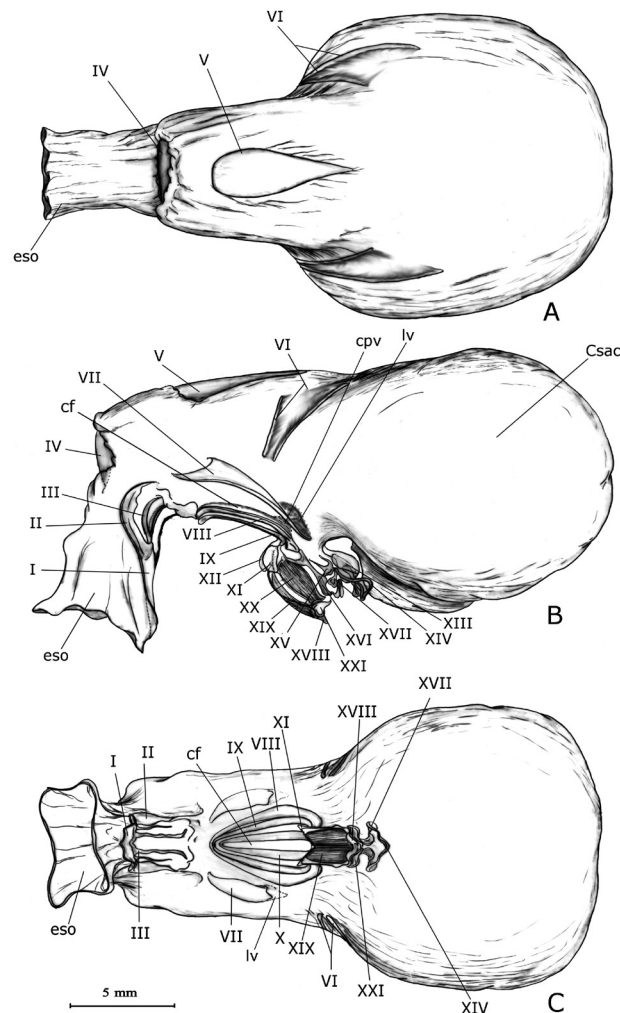 VI
IV
V
eso
A
V
VI
cpv
lv
Csac
VII
cf
IV
III
II
I
VIII
IX
XII
XI
XX
XIX
XV
XVIII
XXI
XVI
XVII
XIV
XIII
eso
B
XVII
XVIII
XI
VIII
IX
cf
II
I
eso
III
VII
lv
X
XIX
VI
XXI
XIV
C
5 mm